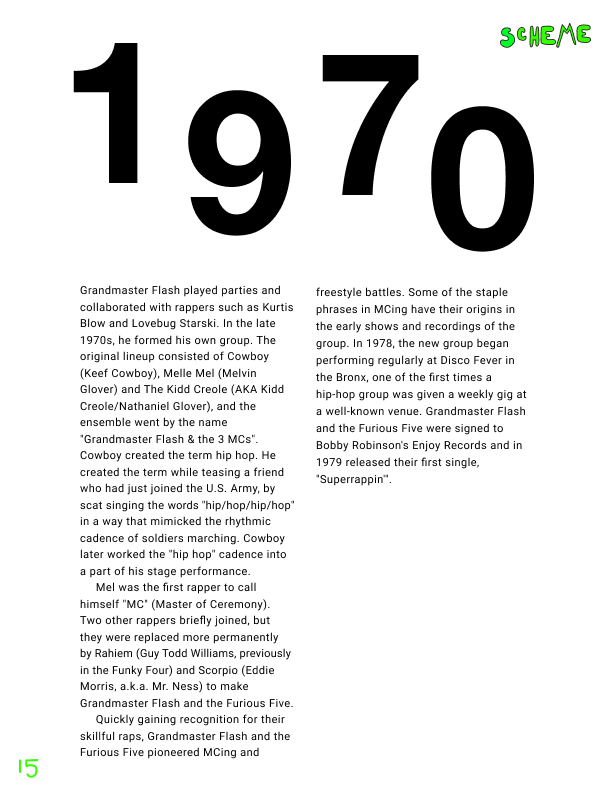 SCHEME
1970
Grandmaster Flash played parties and
collaborated with rappers such as Kurtis
Blow and Lovebug Starski. In the late
1970s, he formed his own group. The
original lineup consisted of Cowboy
(Keef Cowboy), Melle Mel (Melvin
Glover) and The Kidd Creole (AKA Kidd
Creole/Nathaniel Glover), and the
ensemble went by the name
"Grandmaster Flash & the 3 MCs".
Cowboy created the term hip hop. He
created the term while teasing a friend
who had just joined the U.S. Army, by
scat singing the words "hip/hop/hip/hop"
in a way that mimicked the rhythmic
cadence of soldiers marching. Cowboy
later worked the "hip hop" cadence into
a part of his stage performance.
Mel was the first rapper to call
himself "MC" (Master of Ceremony).
Two other rappers briefly joined, but
they were replaced more permanently
by Rahiem (Guy Todd Williams, previously
in the Funky Four) and Scorpio (Eddie
Morris, a.k.a. Mr. Ness) to make
Grandmaster Flash and the Furious Five.
Quickly gaining recognition for their
skillful raps, Grandmaster Flash and the
Furious Five pioneered MCing and
freestyle battles. Some of the staple
phrases in MCing have their origins in
the early shows and recordings of the
group. In 1978, the new group began
performing regularly at Disco Fever in
the Bronx, one of the first times a
hip-hop group was given a weekly gig at
a well-known venue. Grandmaster Flash
and the Furious Five were signed to
Bobby Robinson's Enjoy Records and in
1979 released their first single,
"Superrappin'".
15